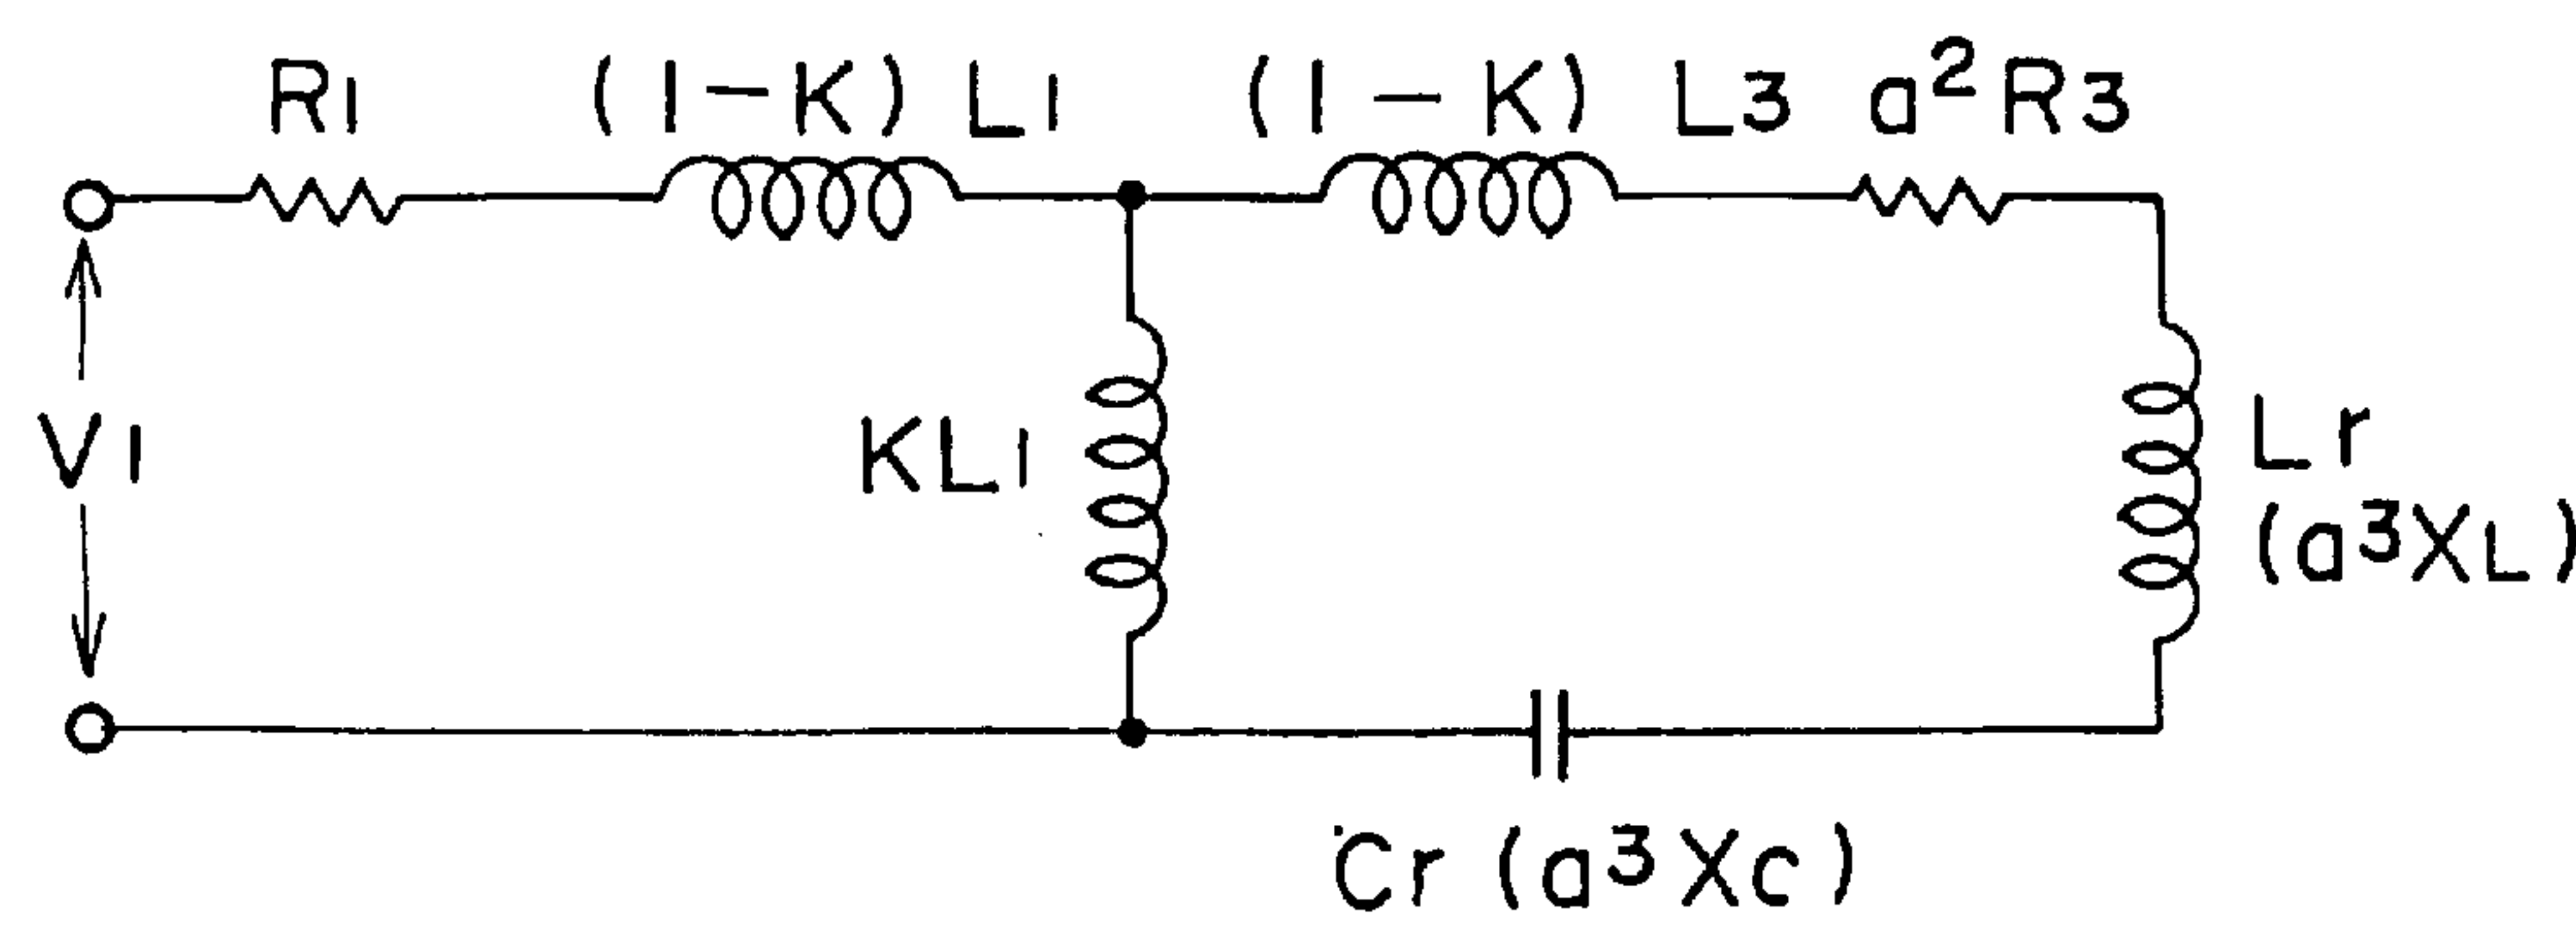 R1 (1-K) L1 (1-K) L3 a²R3
V1
KL1
Lr
(a³XL)
Cr (a³Xc)